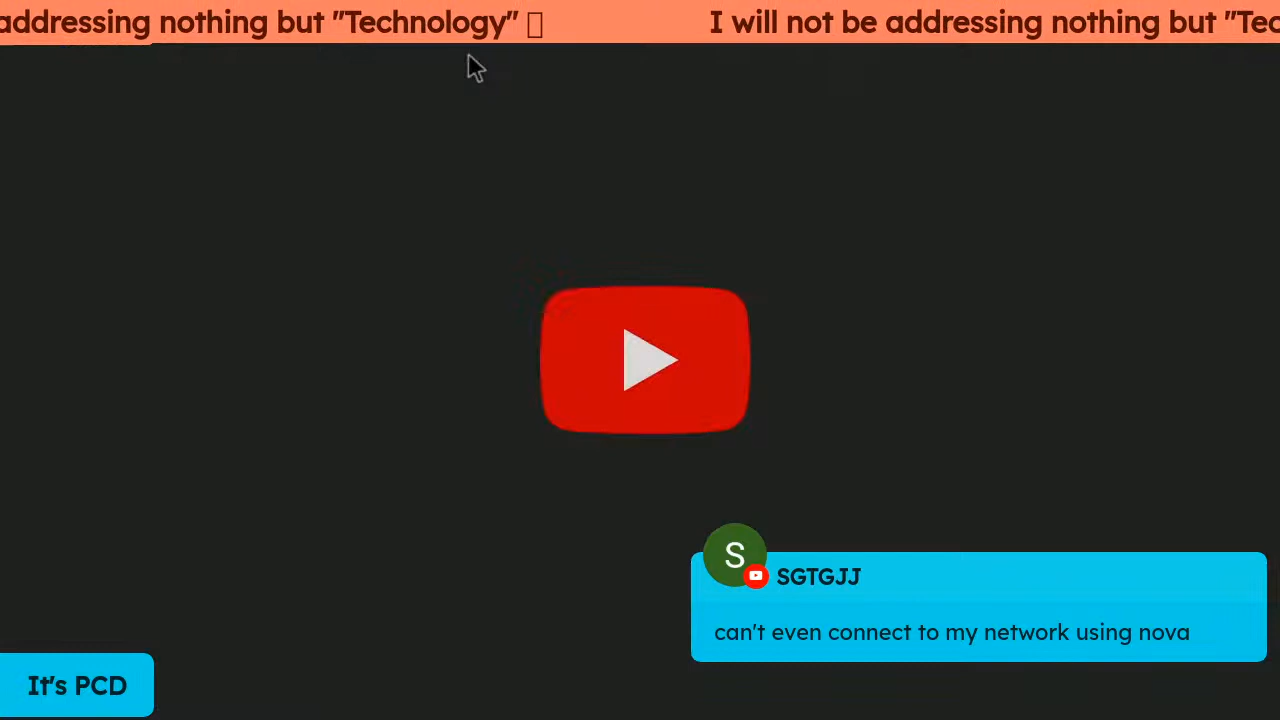 addressing nothing but "Technology" I will not be addressing nothing but "Tec
S SGTGJJ
can't even connect to my network using nova
It's PCD